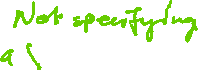 Not specifying
a (